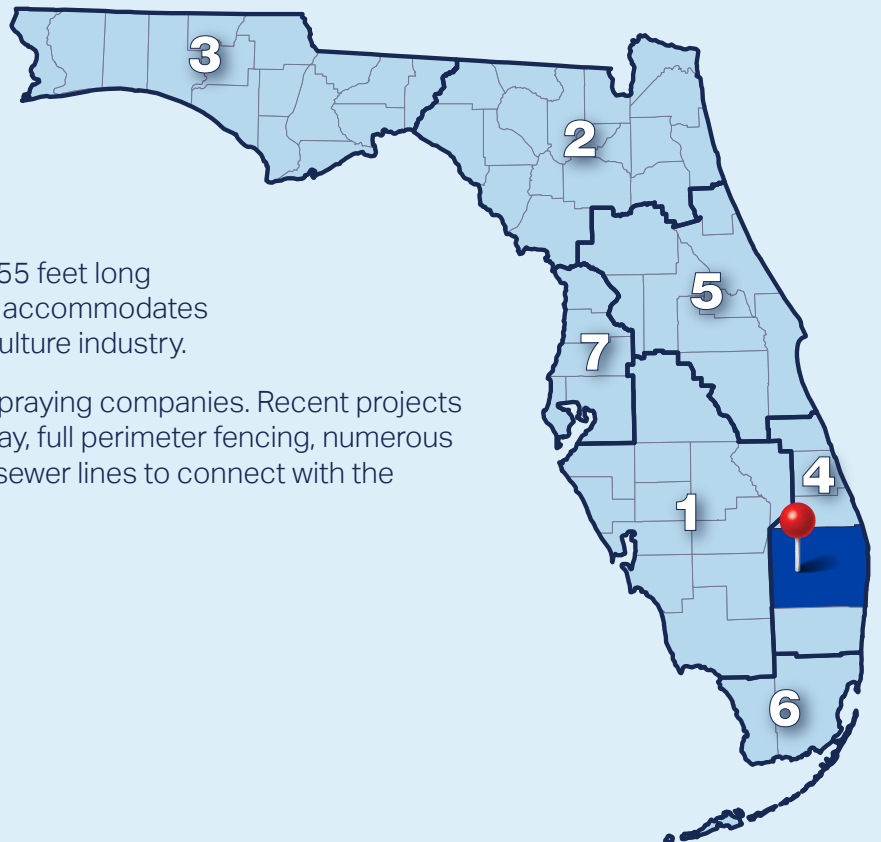 3
2
55 feet long
accommodates
ulture industry.
5
7
praying companies. Recent projects
ay, full perimeter fencing, numerous
sewer lines to connect with the
4
1
6